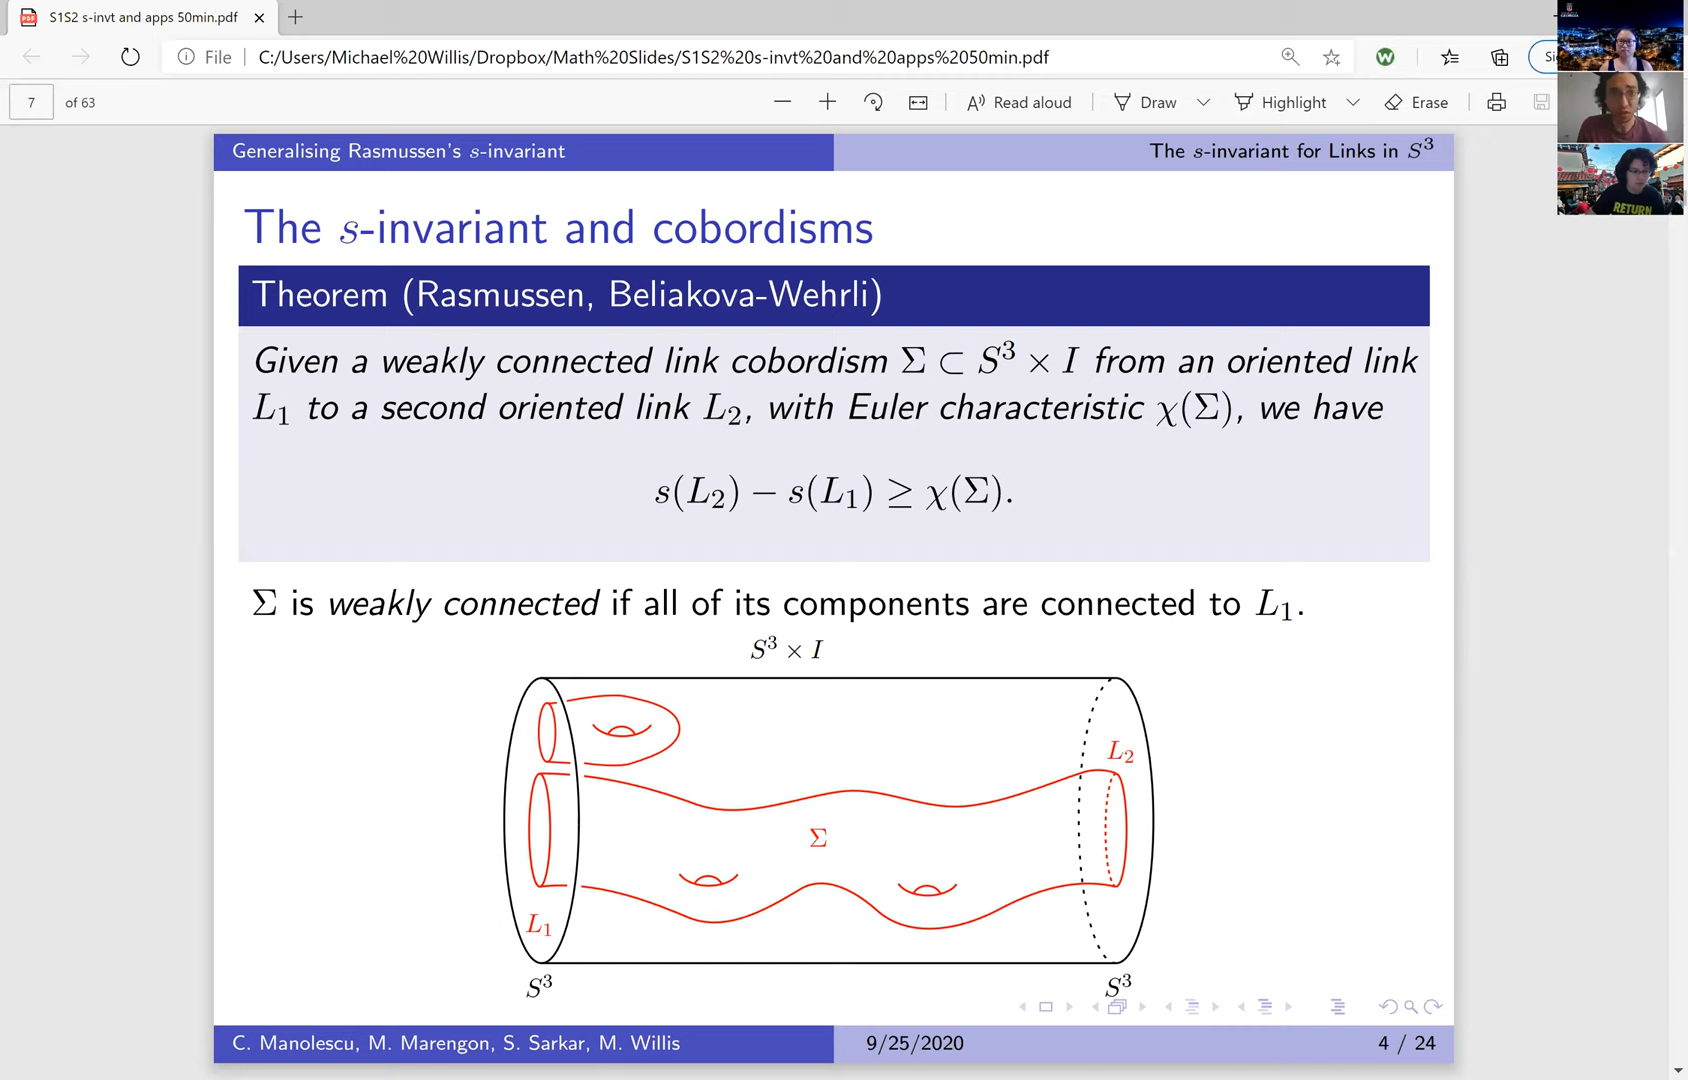 S1S2 s-invt and apps 50min.pdf
File C:/Users/Michael%20Willis/Dropbox/Math%20Slides/S1S2%20s-invt%20and%20apps%2050min.pdf
7 of 63 Read aloud Draw Highlight Erase
Generalising Rasmussen's s-invariant The s-invariant for Links in S³
The s-invariant and cobordisms
Theorem (Rasmussen, Beliakova-Wehrli)
Given a weakly connected link cobordism Σ ⊂ S³ × I from an oriented link
L₁ to a second oriented link L₂, with Euler characteristic χ(Σ), we have
s(L₂) − s(L₁) ≥ χ(Σ).
Σ is weakly connected if all of its components are connected to L₁.
S³ × I
L₂
Σ
L₁
S³ S³
C. Manolescu, M. Marengon, S. Sarkar, M. Willis 9/25/2020 4 / 24
RETURN